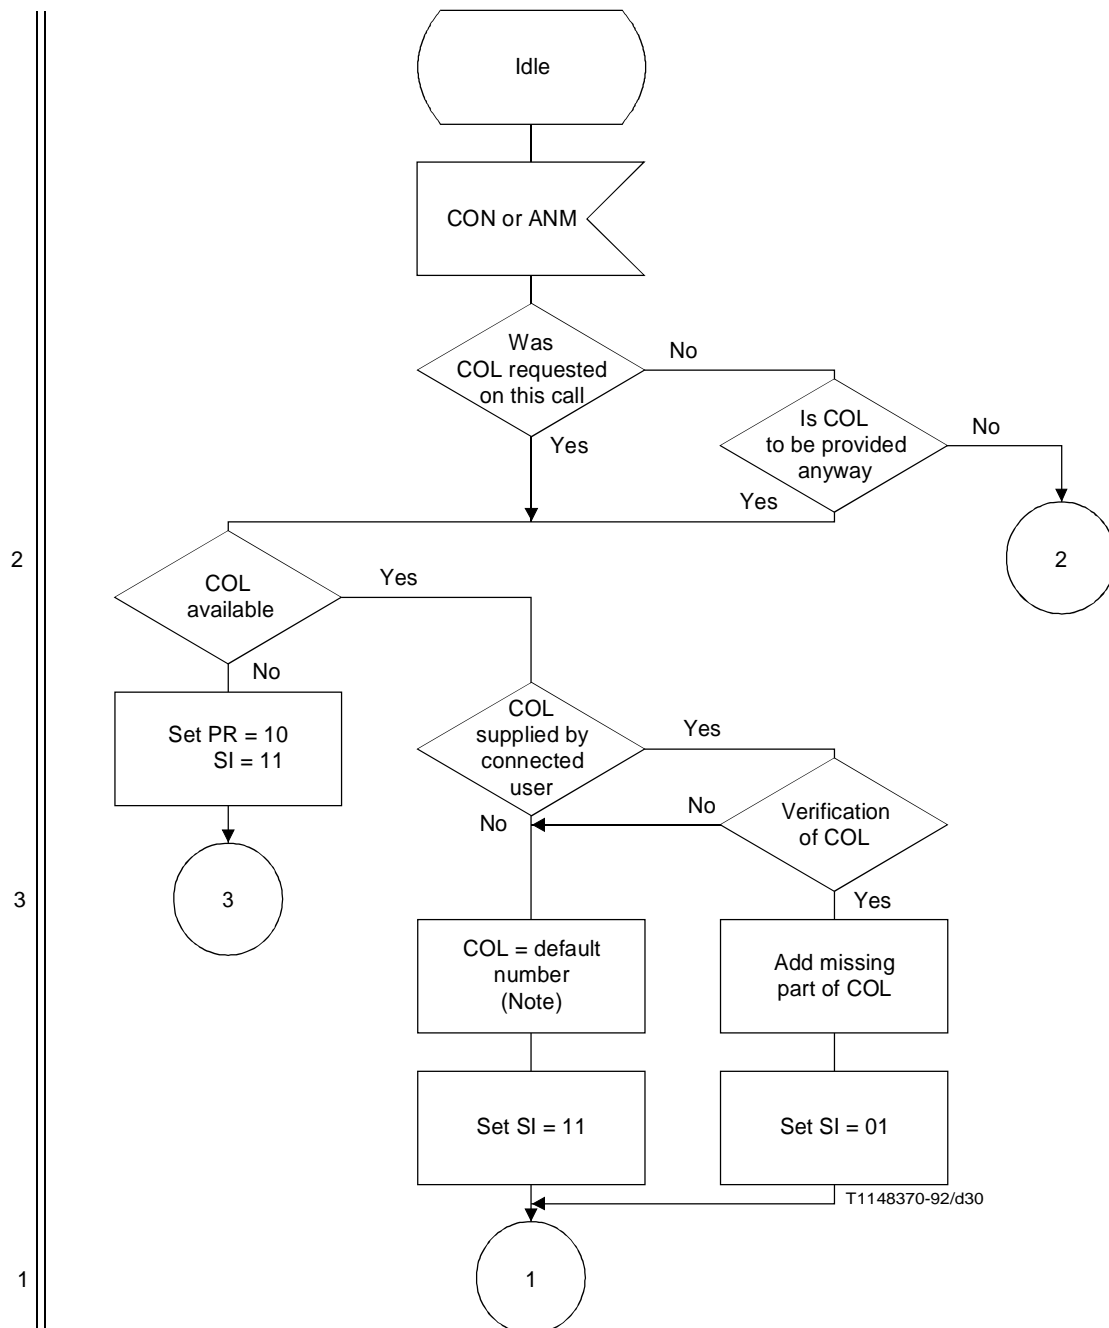 Idle
CON or ANM
Was
COL requested
on this call
No
Yes
Is COL
to be provided
anyway
No
Yes
2
2
COL
available
Yes
No
Set PR = 10
SI = 11
COL
supplied by
connected
user
Yes
No
No
Verification
of COL
Yes
3
3
COL = default
number
(Note)
Add missing
part of COL
Set SI = 11
Set SI = 01
T1148370-92/d30
1
1